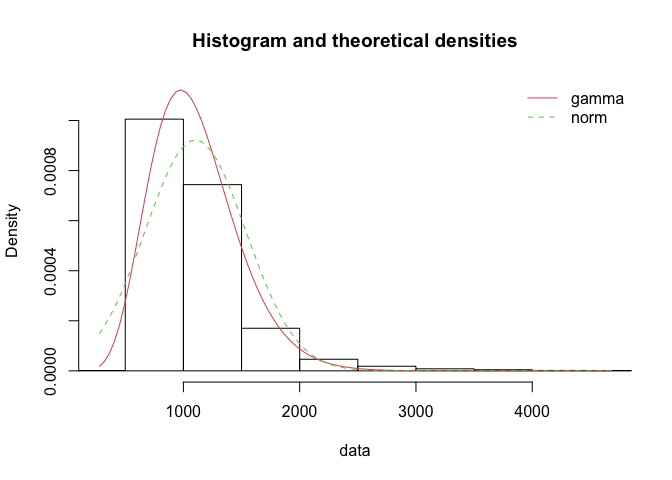 Histogram and theoretical densities
gamma
norm
Density
0.0008
0.0004
0.0000
1000 2000 3000 4000
data